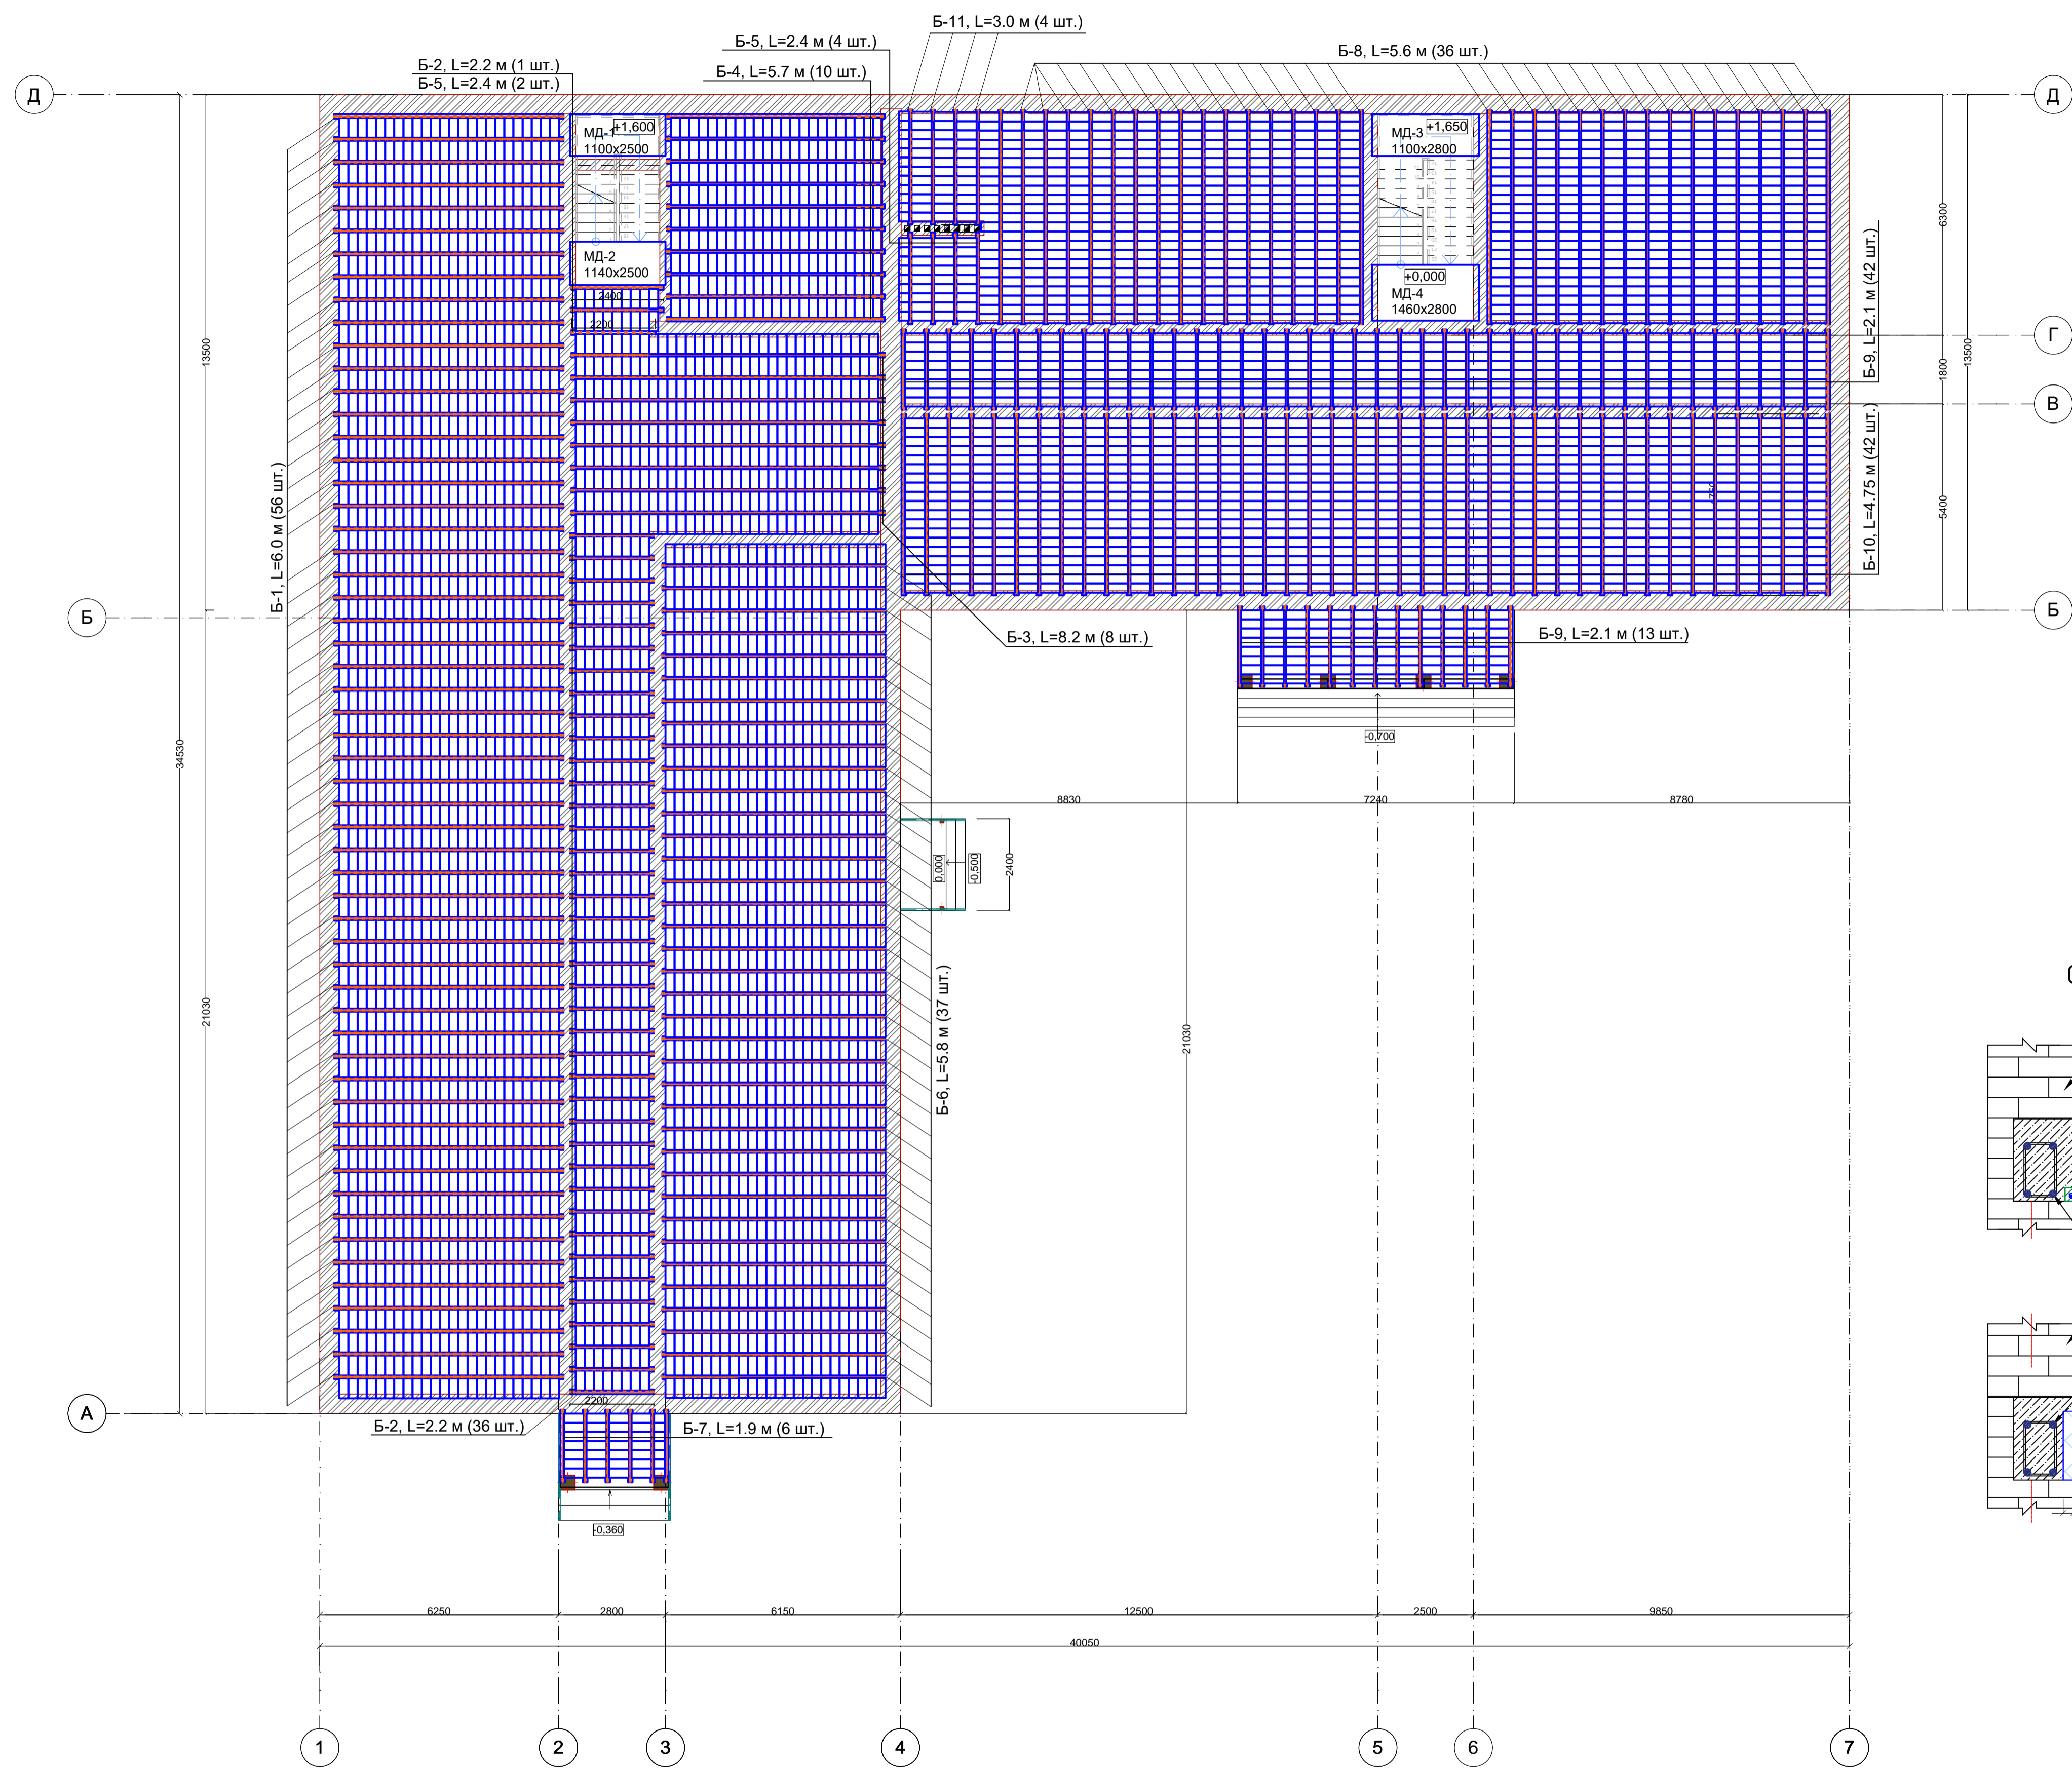 Б-11, L=3.0 м (4 шт.)
Б-5, L=2.4 м (4 шт.)
Б-8, L=5.6 м (36 шт.)
Б-2, L=2.2 м (1 шт.)
Б-5, L=2.4 м (2 шт.)
Б-4, L=5.7 м (10 шт.)
Д
Д
МД-1
+1,600
1100x2500
МД-3
+1,650
1100x2800
6300
МД-2
1140x2500
2400
2200
+0,000
МД-4
1460x2800
Б-9, L=2.1 м (42 шт.)
Г
13500
1800
13500
В
Б-1, L=6.0 м (56 шт.)
750
Б-10, L=4.75 м (42 шт.)
5400
Б
Б
Б-3, L=8.2 м (8 шт.)
Б-9, L=2.1 м (13 шт.)
34530
-0,700
8830
7240
8780
0,000
-0,500
2400
21030
Б-6, L=5.8 м (37 шт.)
21030
А
2200
Б-2, L=2.2 м (36 шт.)
Б-7, L=1.9 м (6 шт.)
-0,360
6250
2800
6150
12500
2500
9850
40050
1
2
3
4
5
6
7